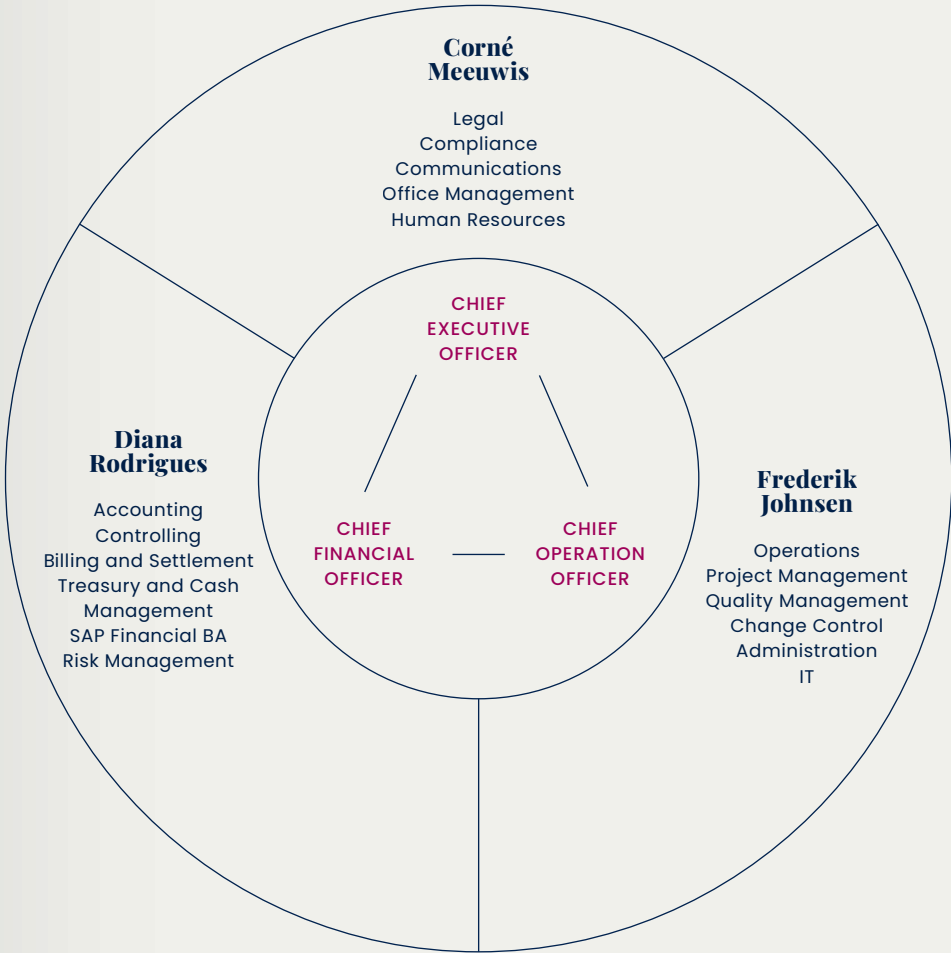 Corné
Meeuwis
Legal
Compliance
Communications
Office Management
Human Resources
CHIEF
EXECUTIVE
OFFICER
Diana
Rodrigues
Accounting
Controlling
Billing and Settlement
Treasury and Cash
Management
SAP Financial BA
Risk Management
CHIEF
FINANCIAL
OFFICER
CHIEF
OPERATION
OFFICER
Frederik
Johnsen
Operations
Project Management
Quality Management
Change Control
Administration
IT